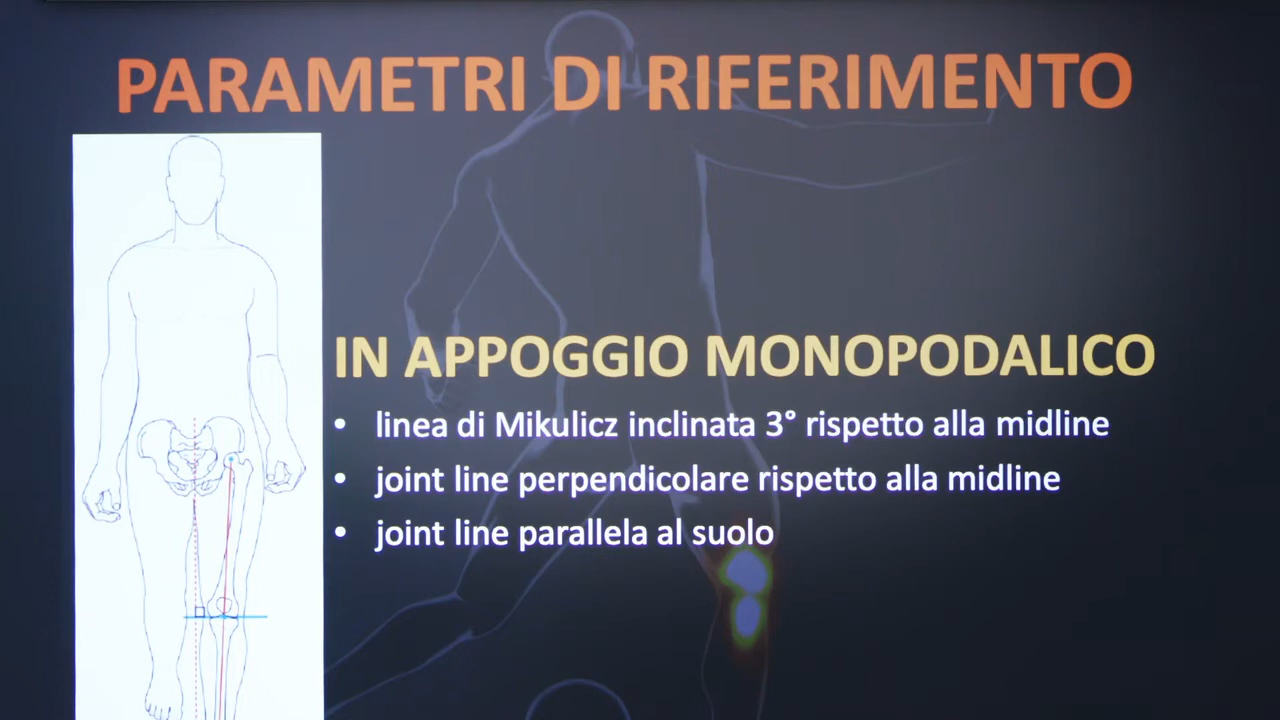 PARAMETRI DI RIFERIMENTO
IN APPOGGIO MONOPODALICO
• linea di Mikulicz inclinata 3° rispetto alla midline
• joint line perpendicolare rispetto alla midline
• joint line parallela al suolo